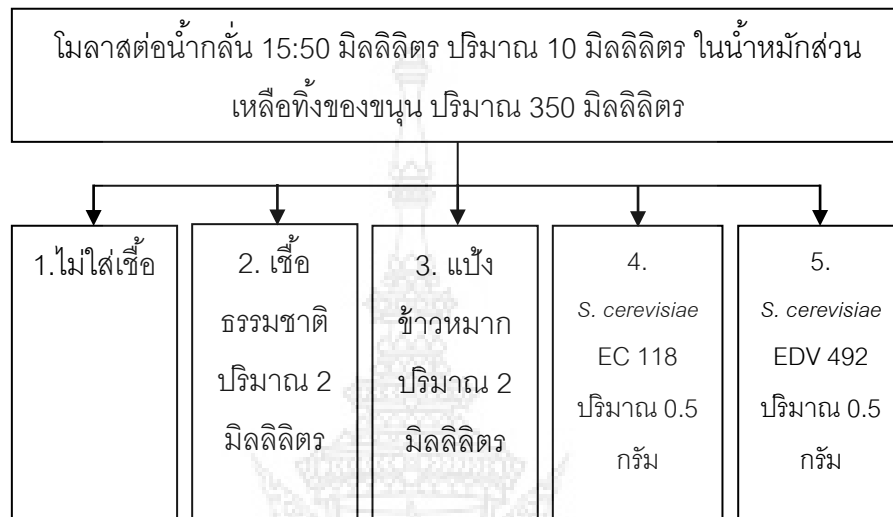 โมลาสต่อน้ำกลั่น 15:50 มิลลิลิตร ปริมาณ 10 มิลลิลิตร ในน้ำหมักส่วน
เหลือทิ้งของขนุน ปริมาณ 350 มิลลิลิตร
1.ไม่ใส่เชื้อ
2. เชื้อ
ธรรมชาติ
ปริมาณ 2
มิลลิลิตร
3. แป้ง
ข้าวหมาก
ปริมาณ 2
มิลลิลิตร
4.
S. cerevisiae
EC 118
ปริมาณ 0.5
กรัม
5.
S. cerevisiae
EDV 492
ปริมาณ 0.5
กรัม